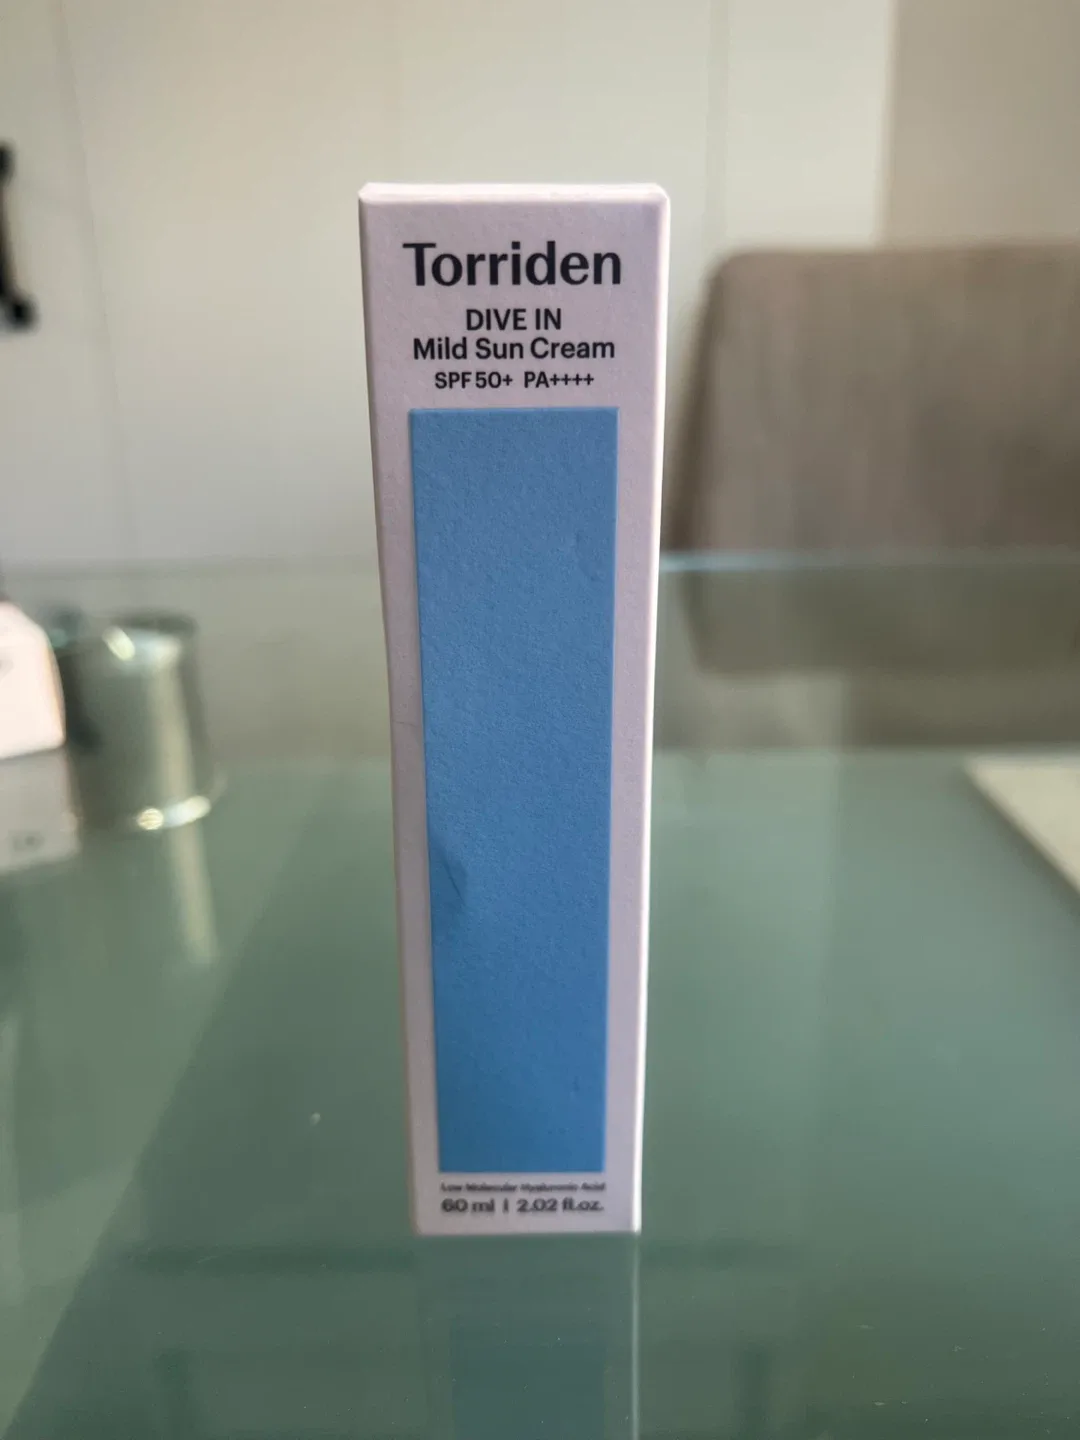 Torriden
DIVE IN
Mild Sun Cream
SPF 50+ PA++++
Low Molecular Hyaluronic Acid
60 ml | 2.02 fl.oz.